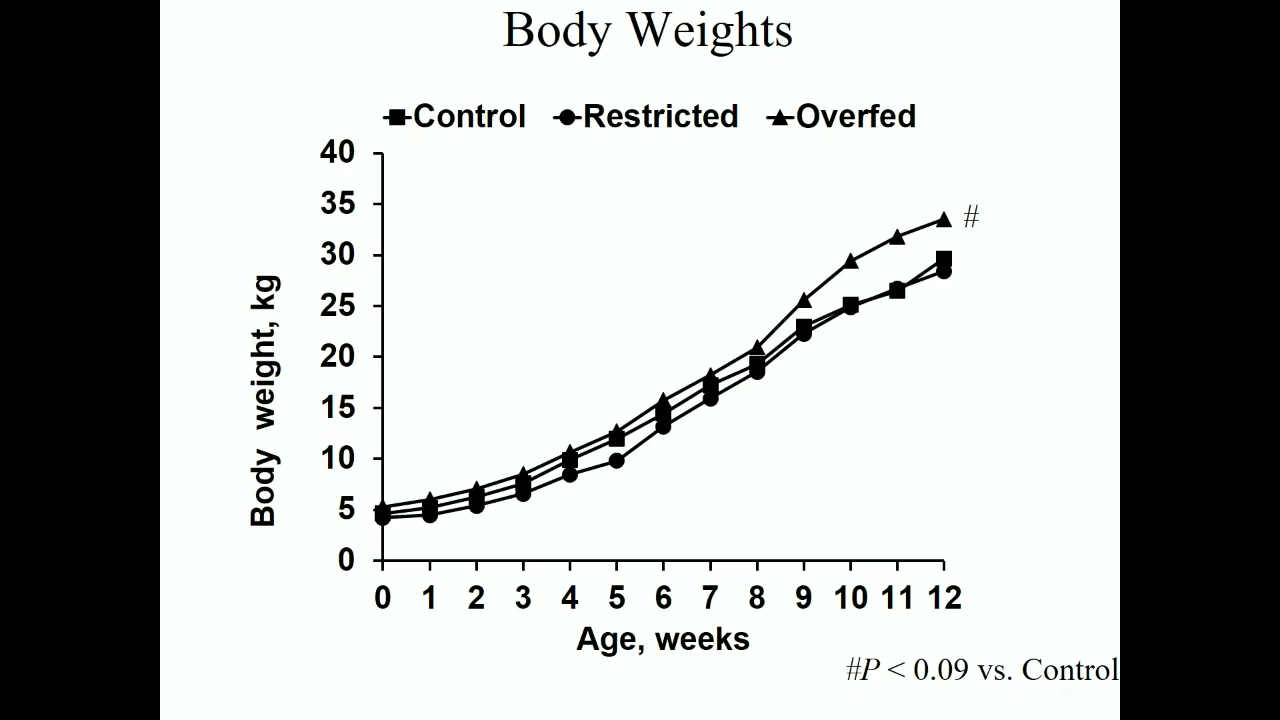 Body Weights
Control Restricted Overfed
40
35
30
25
20
15
10
5
0
Body weight, kg
#
0 1 2 3 4 5 6 7 8 9 10 11 12
Age, weeks
#P < 0.09 vs. Control